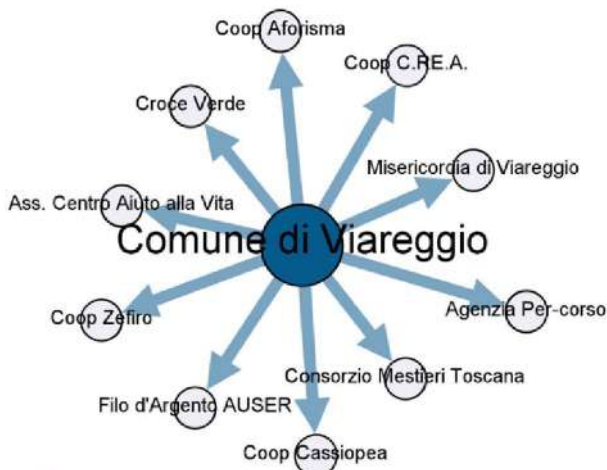 Coop Aforisma
Coop C.RE.A.
Croce Verde
Misericordia di Viareggio
Ass. Centro Aiuto alla Vita
Comune di Viareggio
Agenzia Per-corso
Coop Zefiro
Consorzio Mestieri Toscana
Filo d'Argento AUSER
Coop Cassiopea